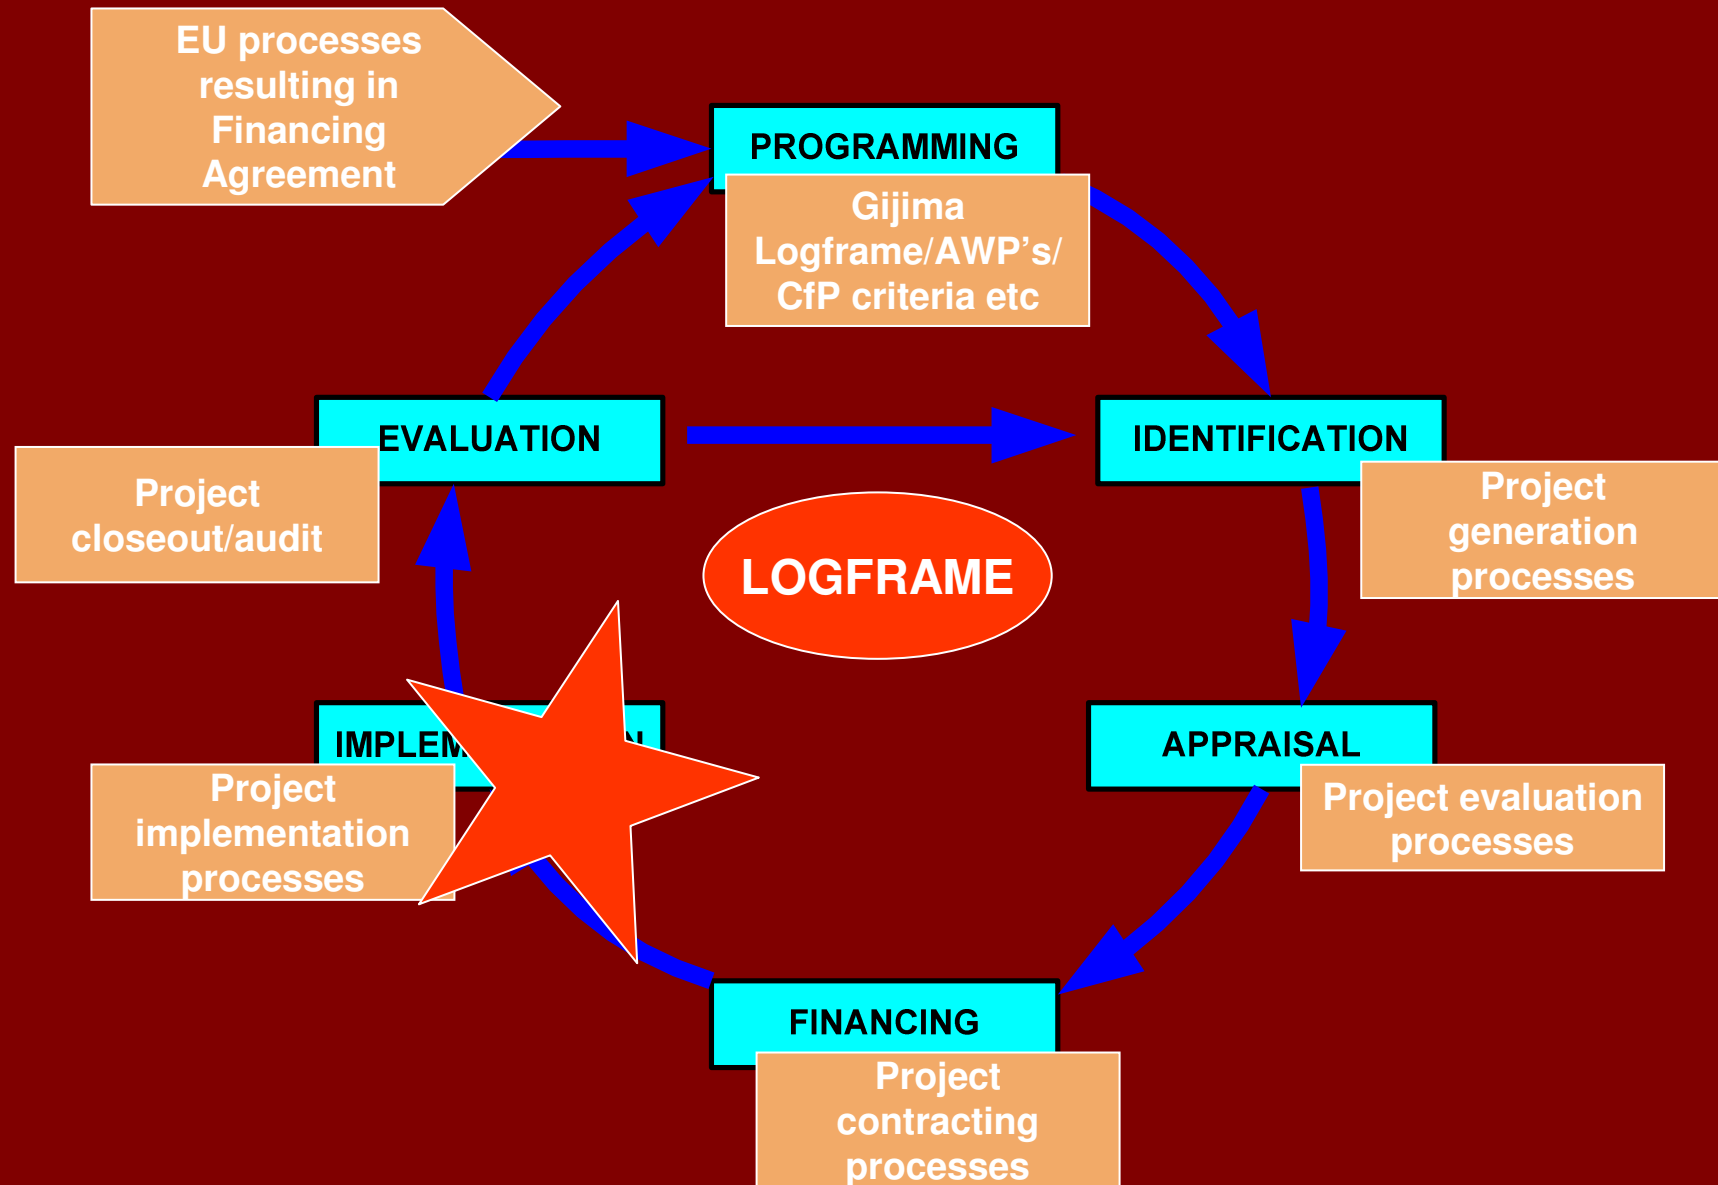 EU processes
resulting in
Financing
Agreement
PROGRAMMING
Gijima
Logframe/AWP’s/
CfP criteria etc
EVALUATION
IDENTIFICATION
Project
closeout/audit
Project
generation
processes
LOGFRAME
APPRAISAL
Project
implementation
processes
Project evaluation
processes
FINANCING
Project
contracting
processes